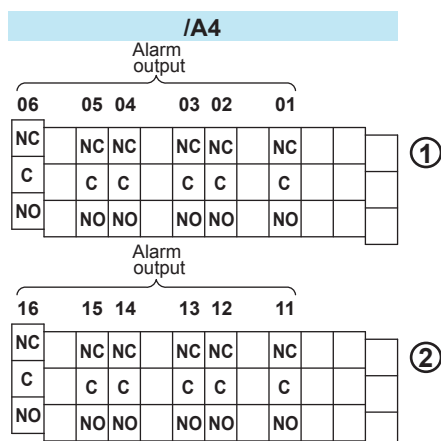 /A4
Alarm
output
06 05 04 03 02 01
NC NC NC NC NC NC
C C C C C C
NO NO NO NO NO NO
①
Alarm
output
16 15 14 13 12 11
NC NC NC NC NC NC
C C C C C C
NO NO NO NO NO NO
②